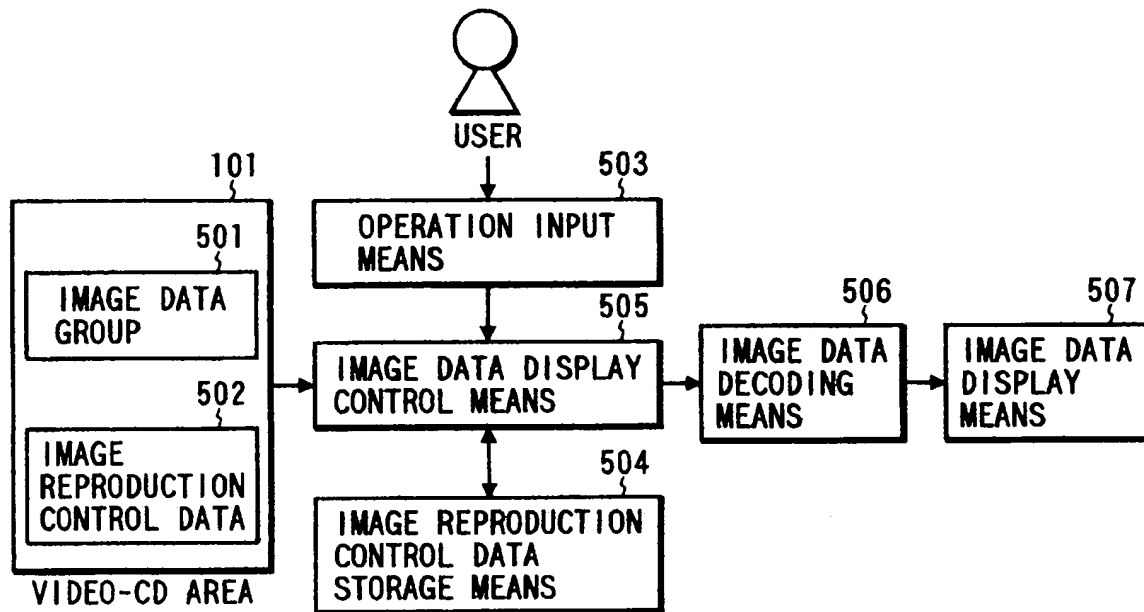 USER
101
503
OPERATION INPUT
MEANS
501
IMAGE DATA
GROUP
505
IMAGE DATA DISPLAY
CONTROL MEANS
506
IMAGE DATA
DECODING
MEANS
507
IMAGE DATA
DISPLAY
MEANS
502
IMAGE
REPRODUCTION
CONTROL DATA
504
IMAGE REPRODUCTION
CONTROL DATA
STORAGE MEANS
VIDEO-CD AREA